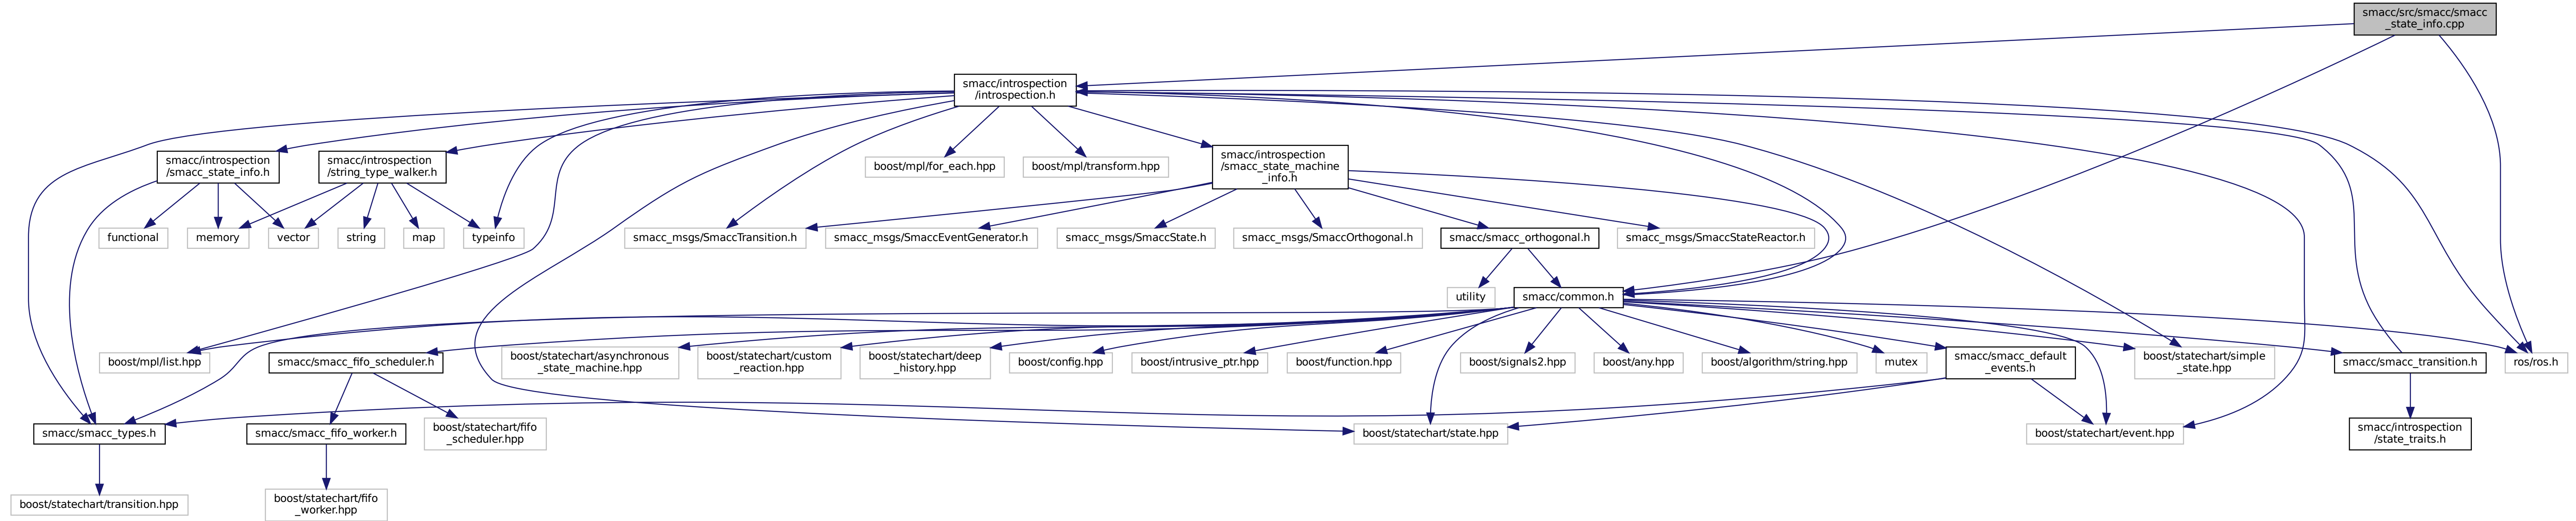 smacc/src/smacc/smacc
_state_info.cpp
smacc/introspection
/introspection.h
smacc/introspection
/smacc_state_info.h
smacc/introspection
/string_type_walker.h
boost/mpl/for_each.hpp
boost/mpl/transform.hpp
smacc/introspection
/smacc_state_machine
_info.h
functional
memory
vector
string
map
typeinfo
smacc_msgs/SmaccTransition.h
smacc_msgs/SmaccEventGenerator.h
smacc_msgs/SmaccState.h
smacc_msgs/SmaccOrthogonal.h
smacc/smacc_orthogonal.h
smacc_msgs/SmaccStateReactor.h
utility
smacc/common.h
boost/mpl/list.hpp
smacc/smacc_fifo_scheduler.h
boost/statechart/asynchronous
_state_machine.hpp
boost/statechart/custom
_reaction.hpp
boost/statechart/deep
_history.hpp
boost/config.hpp
boost/intrusive_ptr.hpp
boost/function.hpp
boost/signals2.hpp
boost/any.hpp
boost/algorithm/string.hpp
mutex
smacc/smacc_default
_events.h
boost/statechart/simple
_state.hpp
smacc/smacc_transition.h
ros/ros.h
smacc/smacc_types.h
smacc/smacc_fifo_worker.h
boost/statechart/fifo
_scheduler.hpp
boost/statechart/state.hpp
boost/statechart/event.hpp
smacc/introspection
/state_traits.h
boost/statechart/transition.hpp
boost/statechart/fifo
_worker.hpp